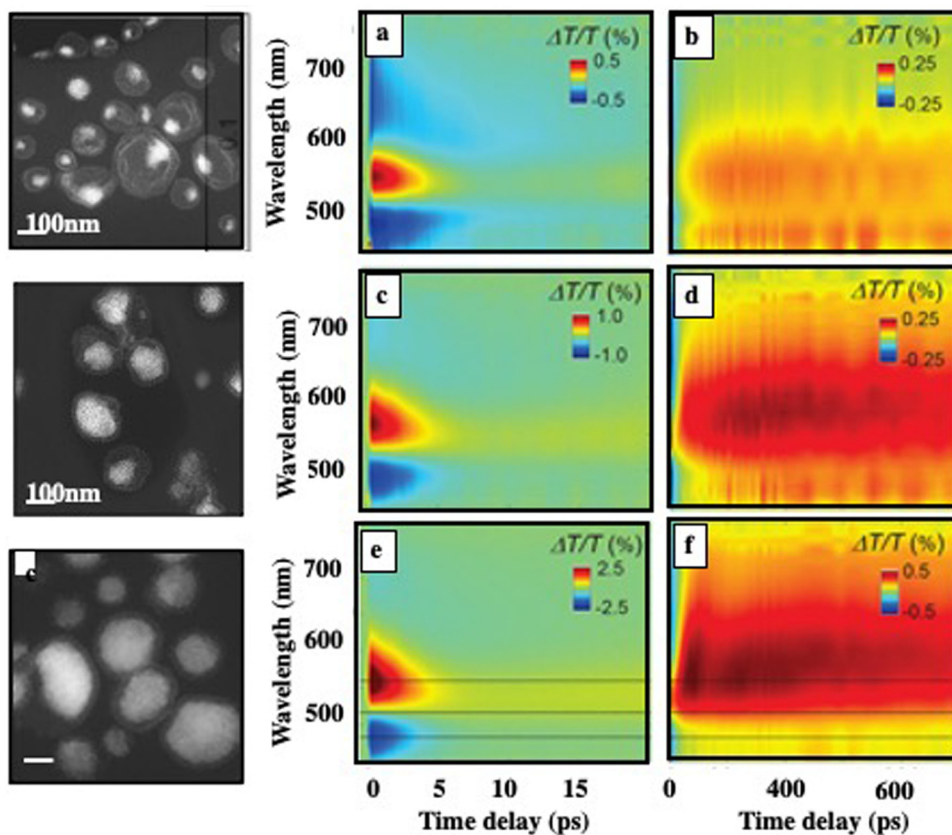 100nm
100nm
c
a
ΔT/T (%)
0.5
-0.5
b
ΔT/T (%)
0.25
-0.25
c
ΔT/T (%)
1.0
-1.0
d
ΔT/T (%)
0.25
-0.25
e
ΔT/T (%)
2.5
-2.5
f
ΔT/T (%)
0.5
-0.5
Wavelength (nm)
700
600
500
Wavelength (nm)
700
600
500
Wavelength (nm)
700
600
500
0 5 10 15
0 400 600
Time delay (ps) Time delay (ps)